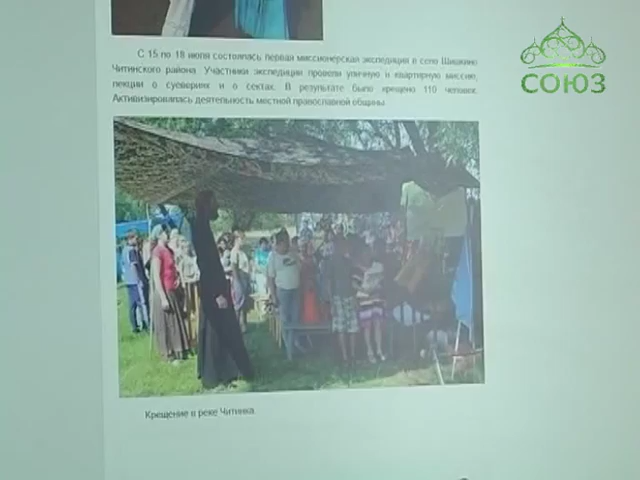 С 15 по 18 июля состоялась первая миссионерская экспедиция в село Шишкино
Читинского района. Участники экспедиции провели уличную и квартирную миссию,
лекции о суевериях и о сектах. В результате было крещено 110 человек.
Активизировалась деятельность местной православной общины.
Крещение в реке Читинка.
СОЮЗ